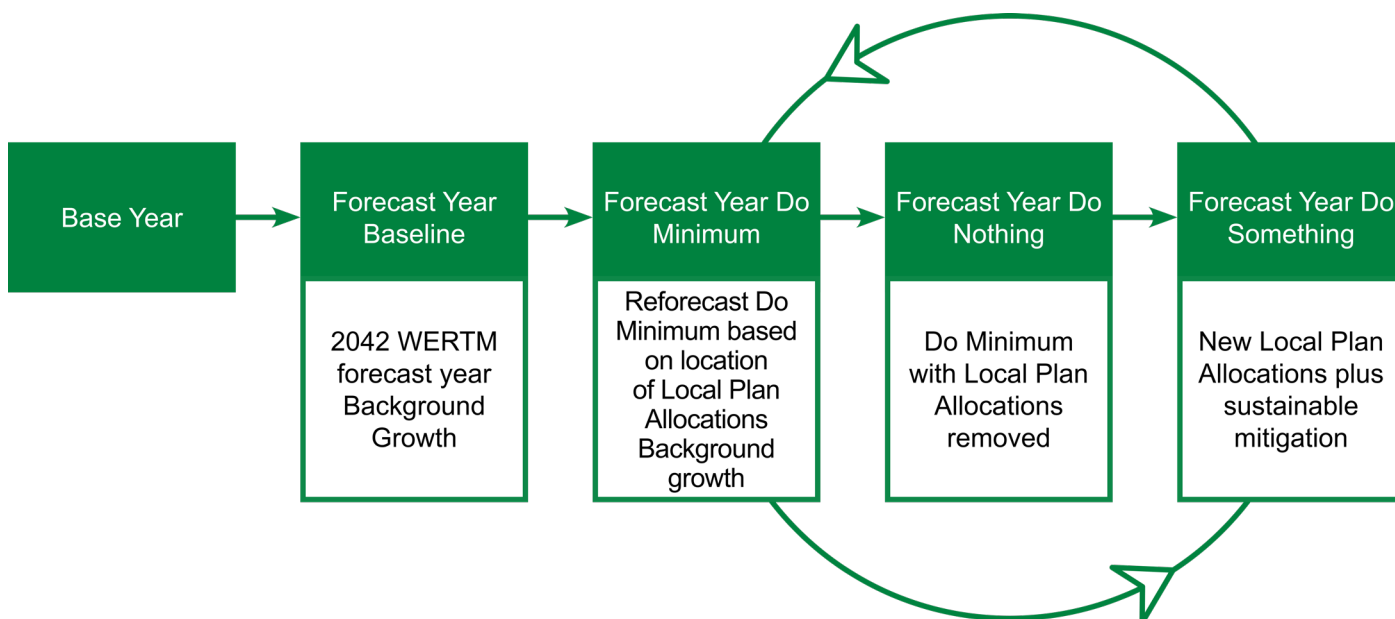 Base Year
Forecast Year
Baseline
2042 WERTM
forecast year
Background
Growth
Forecast Year Do
Minimum
Reforecast Do
Minimum based
on location
of Local Plan
Allocations
Background
growth
Forecast Year Do
Nothing
Do Minimum
with Local Plan
Allocations
removed
Forecast Year Do
Something
New Local Plan
Allocations plus
sustainable
mitigation